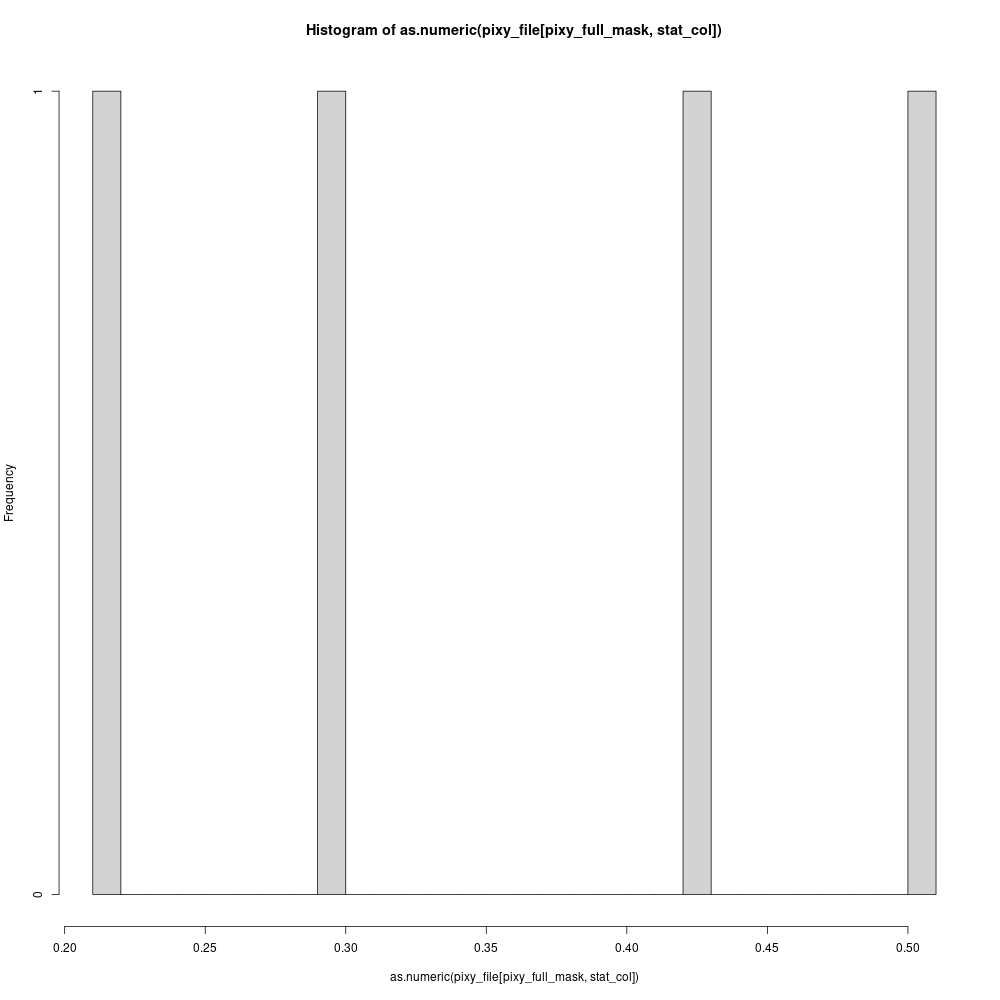 Histogram of as.numeric(pixy_file[pixy_full_mask, stat_col])
1
Frequency
0
0.20 0.25 0.30 0.35 0.40 0.45 0.50
as.numeric(pixy_file[pixy_full_mask, stat_col])